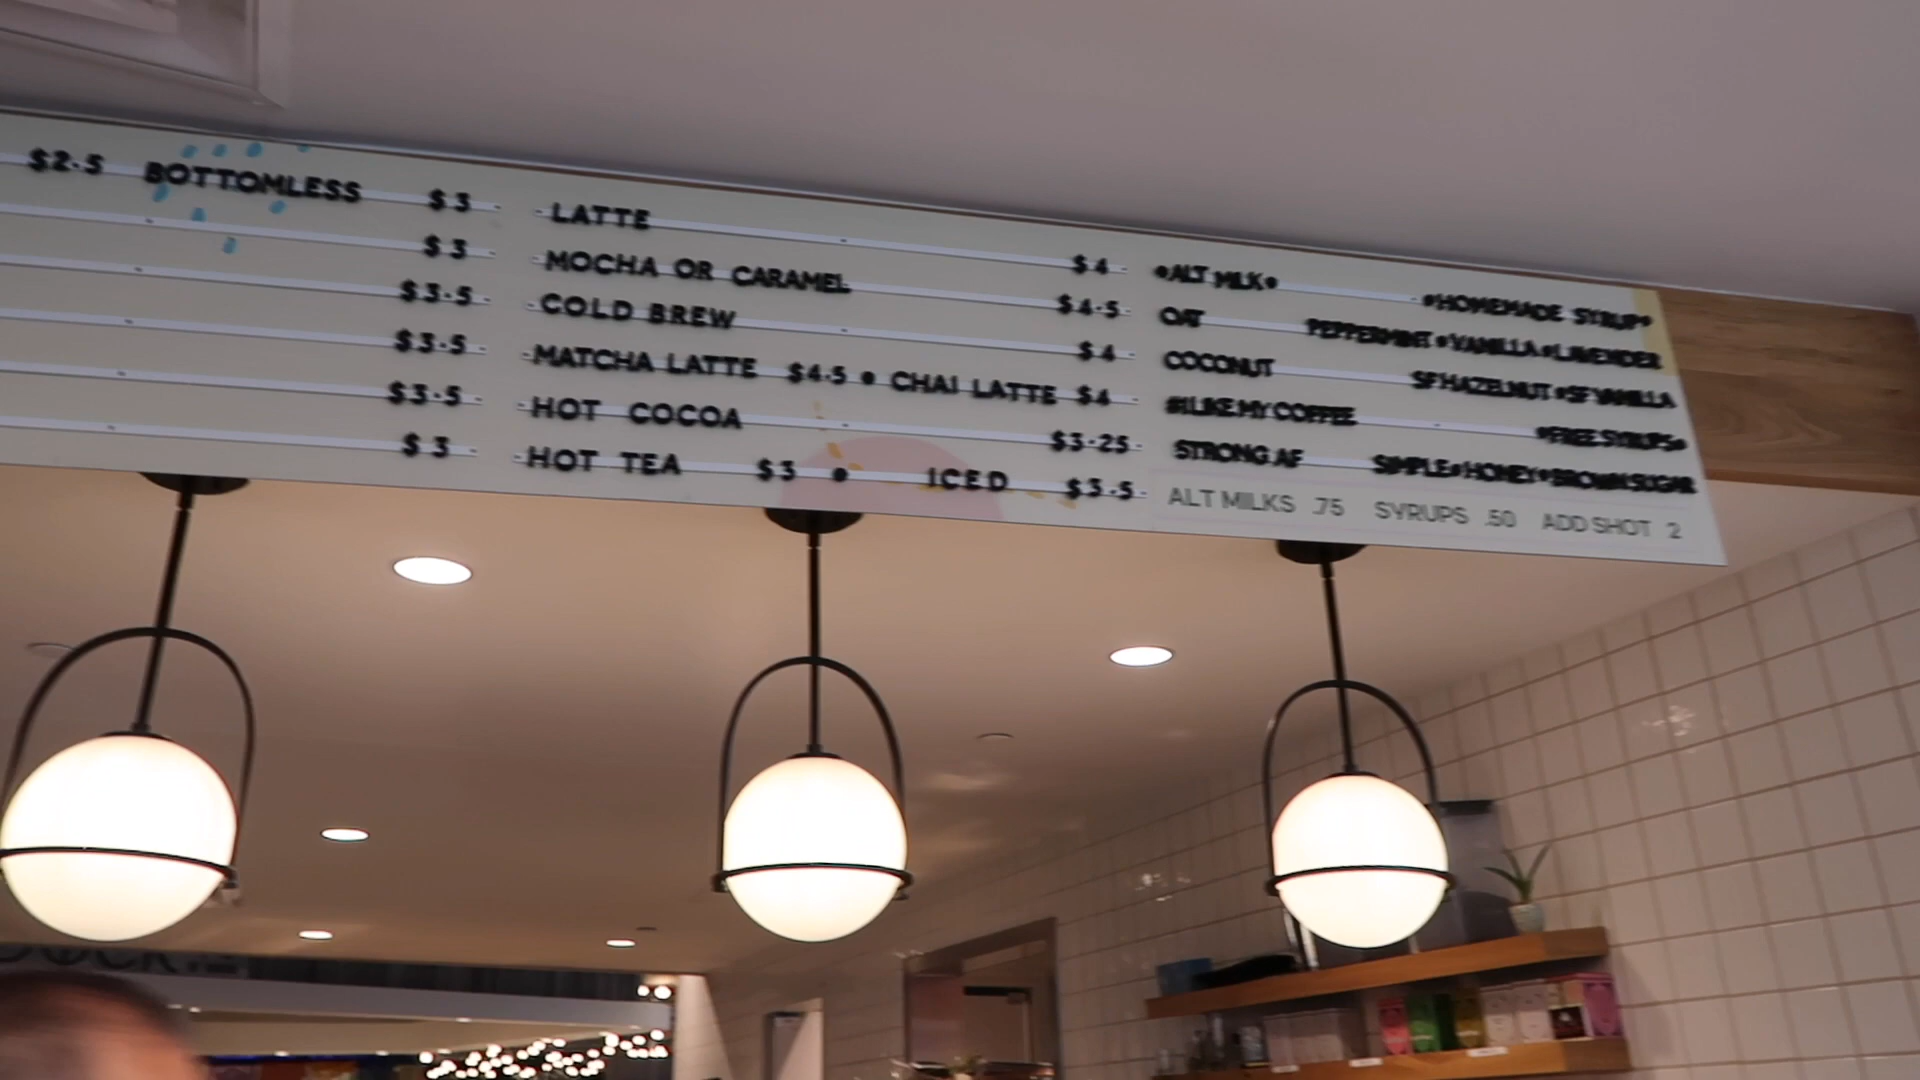 $2.5 BOTTOMLESS $3
$3
$3.5
$3.5
$3.5
$3
LATTE $4
MOCHA OR CARAMEL $4.5
COLD BREW $4
MATCHA LATTE $4.5 • CHAI LATTE $4
HOT COCOA $3.25
HOT TEA $3 • ICED $3.5
•ALT MILK•
OAT
COCONUT
#ILIKEMYCOFFEE
STRONG AF
•HOMEMADE SYRUP•
PEPPERMINT •VANILLA•LAVENDER
SF HAZELNUT •SF VANILLA
•FREE SYRUPS•
SIMPLE•HONEY•BROWN SUGAR
ALT MILKS .75 SYRUPS .50 ADD SHOT 2